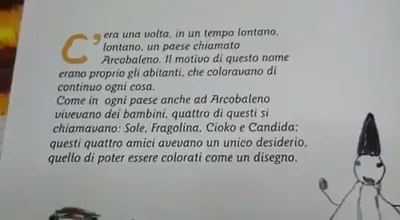 C'era una volta, in un tempo lontano,
lontano, un paese chiamato
Arcobaleno. Il motivo di questo nome
erano proprio gli abitanti, che coloravano di
continuo ogni cosa.
Come in ogni paese anche ad Arcobaleno
vivevano dei bambini, quattro di questi si
chiamavano: Sole, Fragolina, Cioko e Candida;
questi quattro amici avevano un unico desiderio,
quello di poter essere colorati come un disegno.